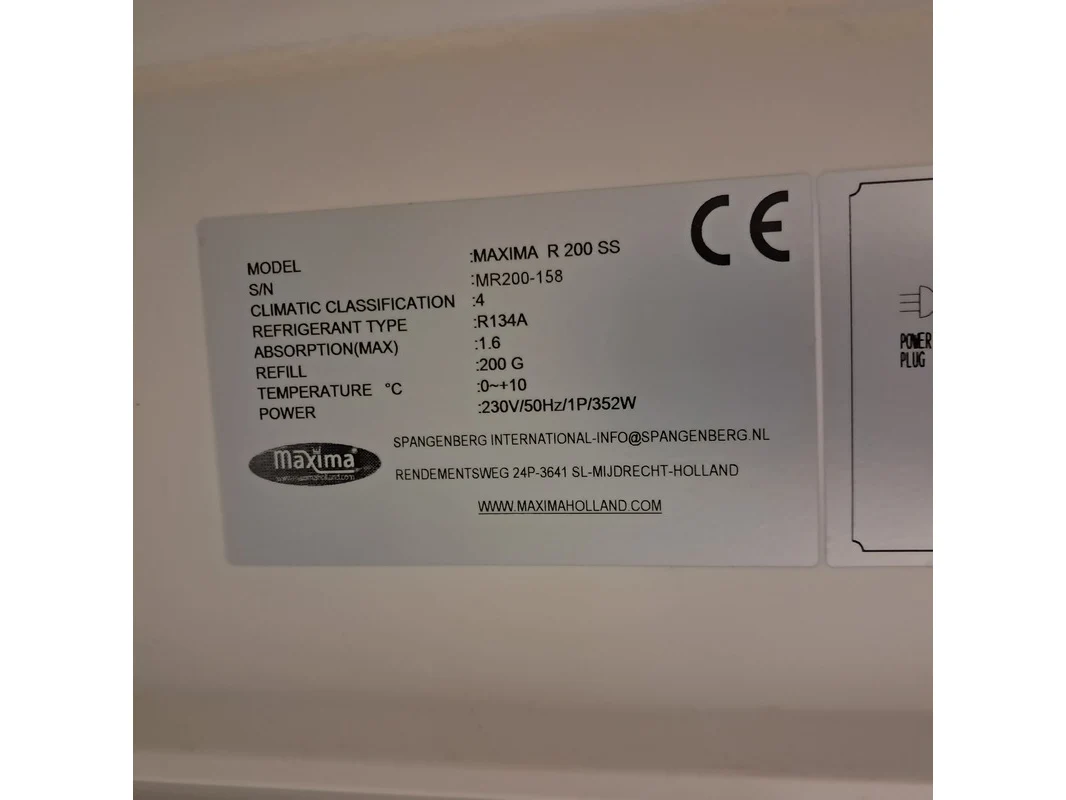 CE
MODEL :MAXIMA R 200 SS
S/N :MR200-158
CLIMATIC CLASSIFICATION :4
REFRIGERANT TYPE :R134A
ABSORPTION(MAX) :1.6
REFILL :200 G
TEMPERATURE °C :0~+10
POWER :230V/50Hz/1P/352W
maxima
SPANGENBERG INTERNATIONAL-INFO@SPANGENBERG.NL
RENDEMENTSWEG 24P-3641 SL-MIJDRECHT-HOLLAND
WWW.MAXIMAHOLLAND.COM
POWER
PLUG